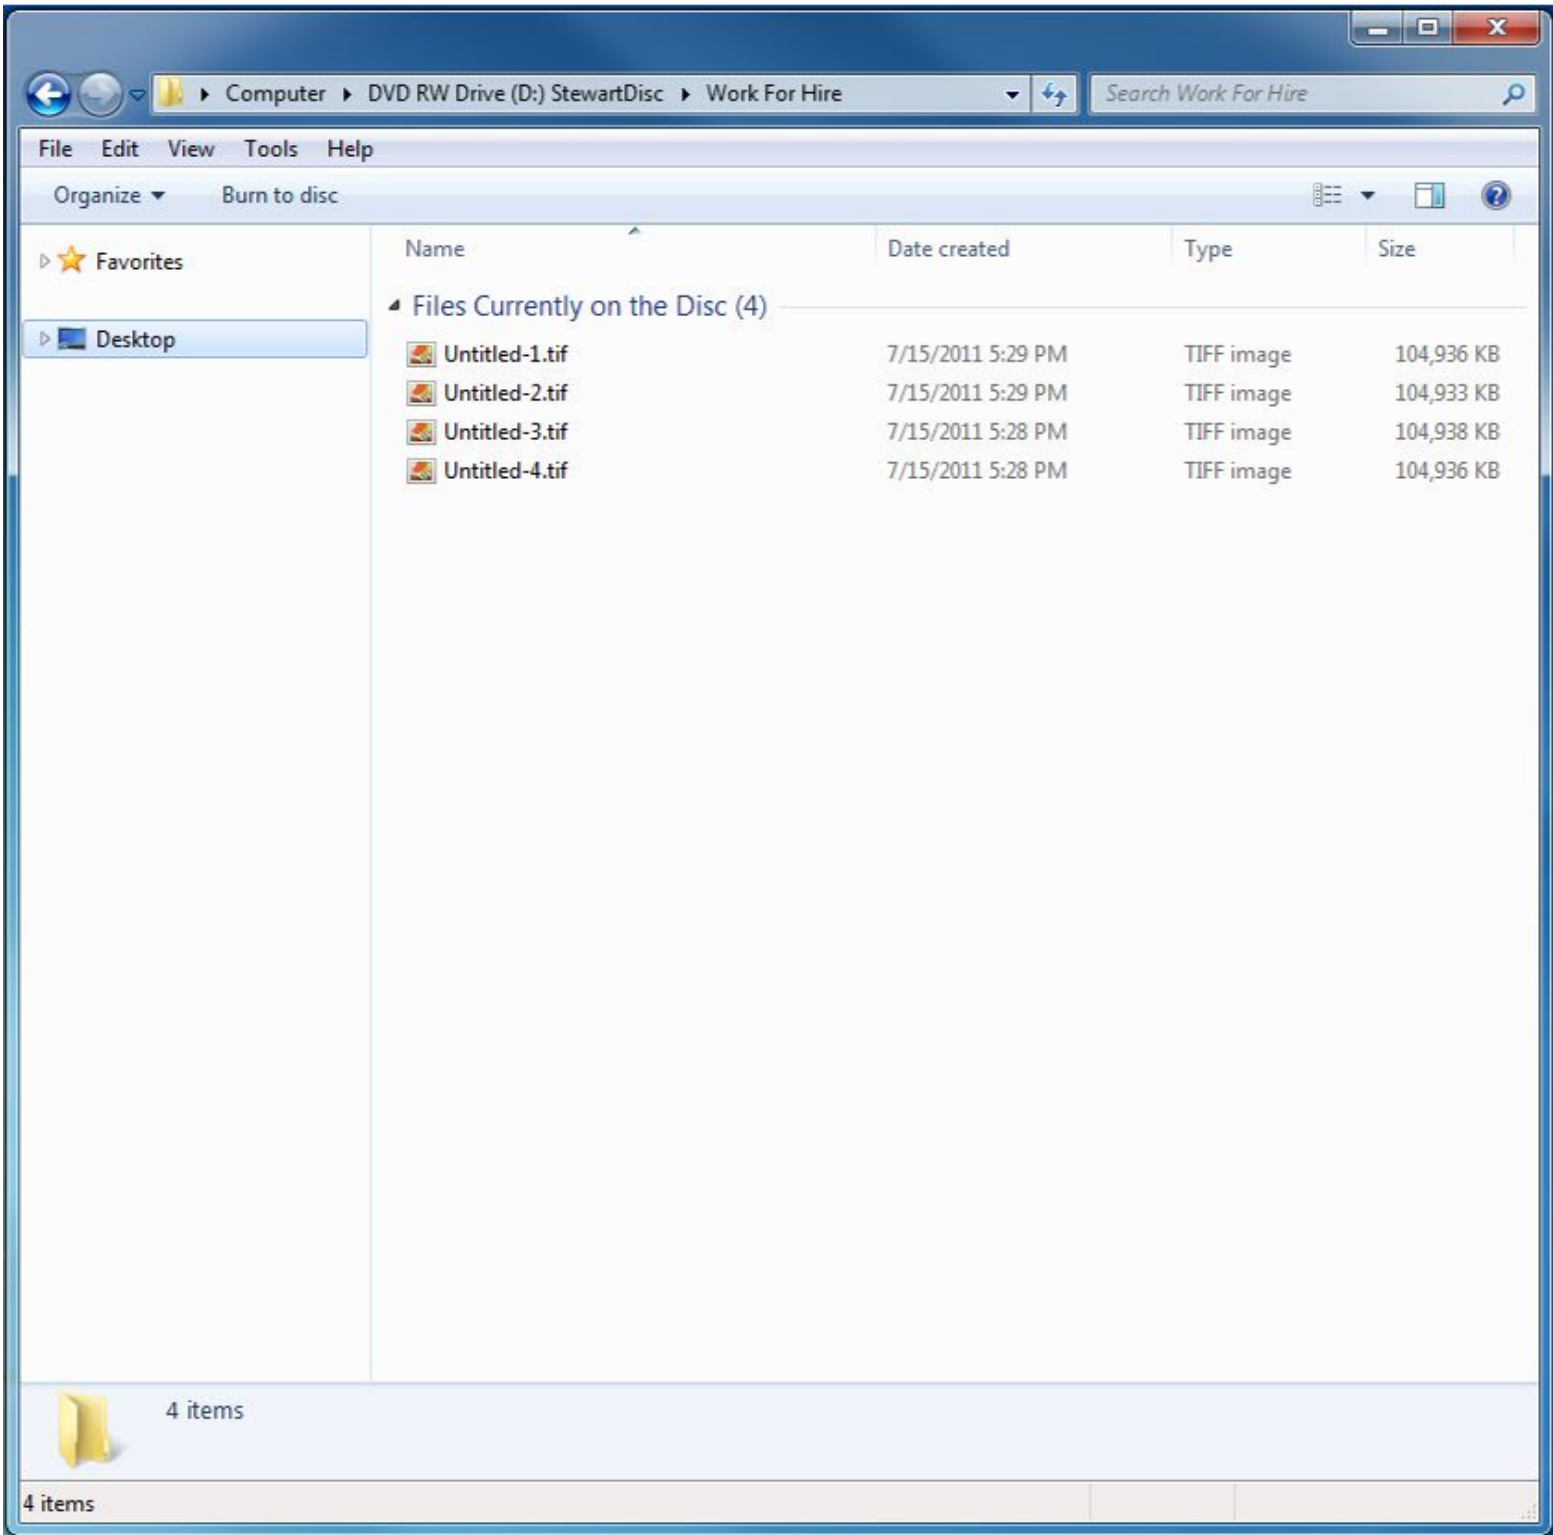 Computer DVD RW Drive (D:) StewartDisc Work For Hire Search Work For Hire
File Edit View Tools Help
Organize Burn to disc
Favorites
Desktop
Name Date created Type Size
Files Currently on the Disc (4)
Untitled-1.tif 7/15/2011 5:29 PM TIFF image 104,936 KB
Untitled-2.tif 7/15/2011 5:29 PM TIFF image 104,933 KB
Untitled-3.tif 7/15/2011 5:28 PM TIFF image 104,938 KB
Untitled-4.tif 7/15/2011 5:28 PM TIFF image 104,936 KB
4 items
4 items